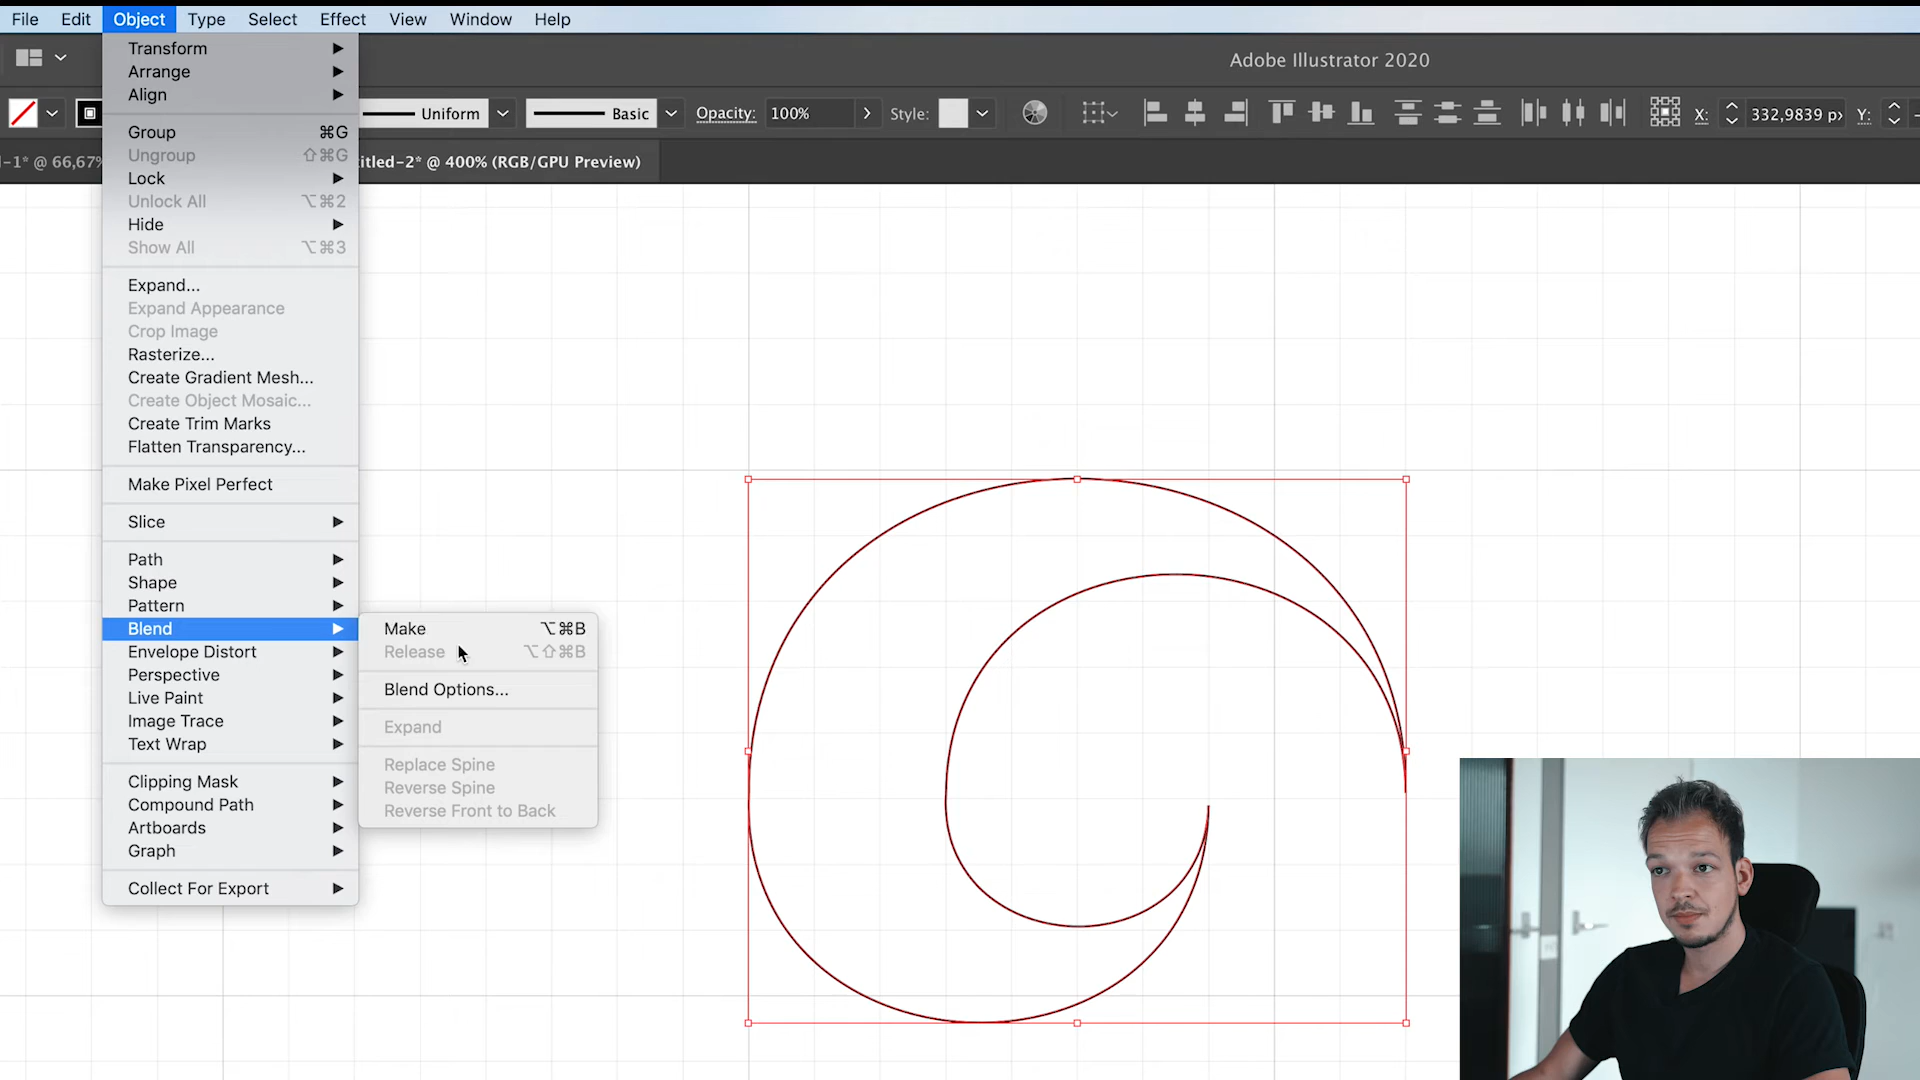 File Edit Object Type Select Effect View Window Help
Adobe Illustrator 2020
Uniform Basic Opacity: 100% Style: X: 332,9839 px Y:
-1* @ 66,67% itled-2* @ 400% (RGB/GPU Preview)
Transform
Arrange
Align
Group ⌘G
Ungroup ⇧⌘G
Lock
Unlock All ⌥⌘2
Hide
Show All ⌥⌘3
Expand...
Expand Appearance
Crop Image
Rasterize...
Create Gradient Mesh...
Create Object Mosaic...
Create Trim Marks
Flatten Transparency...
Make Pixel Perfect
Slice
Path
Shape
Pattern
Blend
Envelope Distort
Perspective
Live Paint
Image Trace
Text Wrap
Clipping Mask
Compound Path
Artboards
Graph
Collect For Export
Make ⌥⌘B
Release ⌥⇧⌘B
Blend Options...
Expand
Replace Spine
Reverse Spine
Reverse Front to Back